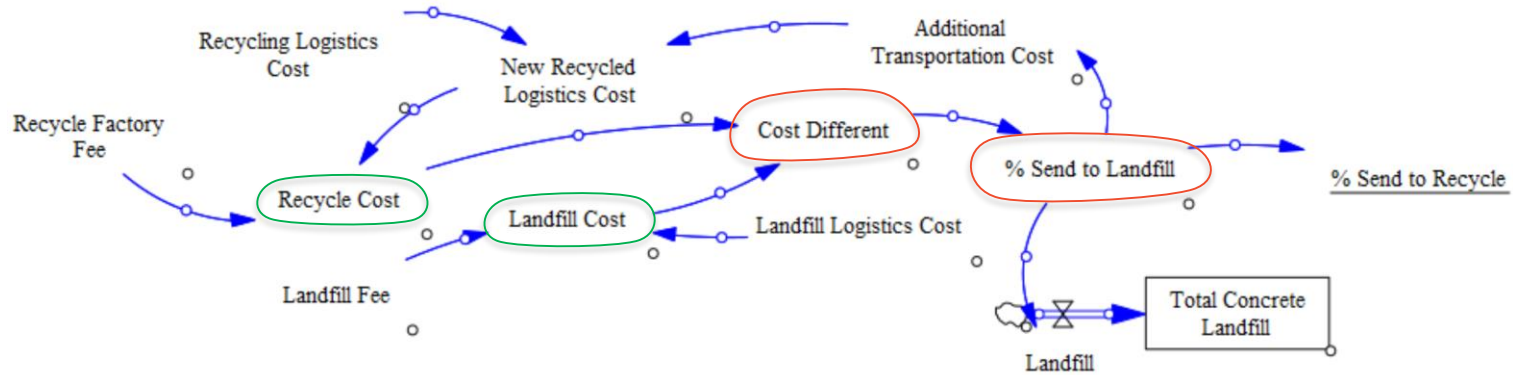 Recycling Logistics
Cost
New Recycled
Logistics Cost
Additional
Transportation Cost
Recycle Factory
Fee
Cost Different
% Send to Landfill
% Send to Recycle
Recycle Cost
Landfill Cost
Landfill Logistics Cost
Landfill Fee
Total Concrete
Landfill
Landfill